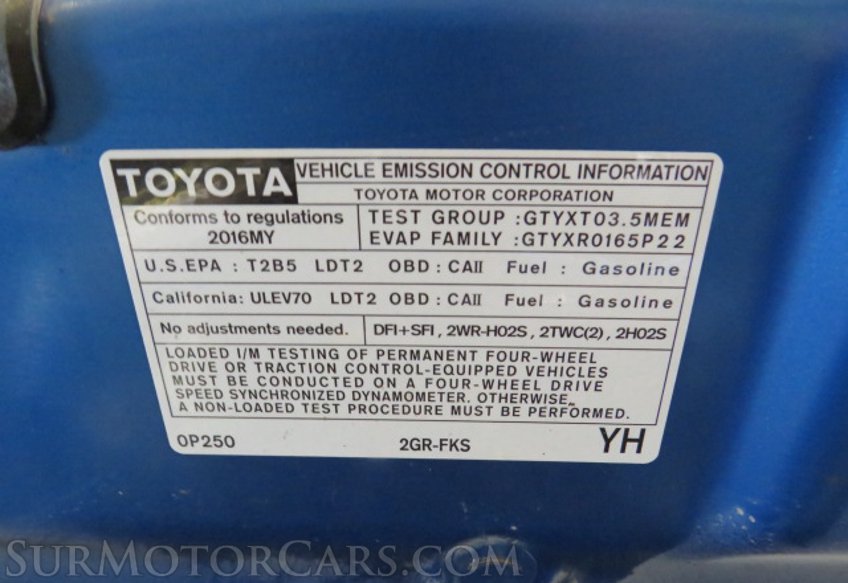 TOYOTA
VEHICLE EMISSION CONTROL INFORMATION
TOYOTA MOTOR CORPORATION
Conforms to regulations
2016MY
TEST GROUP :GTYXT03.5MEM
EVAP FAMILY :GTYXR0165P22
U.S.EPA : T2B5 LDT2 OBD : CAII Fuel : Gasoline
California: ULEV70 LDT2 OBD : CAII Fuel : Gasoline
No adjustments needed.
DFI+SFI , 2WR-HO2S , 2TWC(2) , 2HO2S
LOADED I/M TESTING OF PERMANENT FOUR-WHEEL
DRIVE OR TRACTION CONTROL-EQUIPPED VEHICLES
MUST BE CONDUCTED ON A FOUR-WHEEL DRIVE
SPEED SYNCHRONIZED DYNAMOMETER. OTHERWISE,
A NON-LOADED TEST PROCEDURE MUST BE PERFORMED.
0P250 2GR-FKS YH
SURMOTORCARS.COM